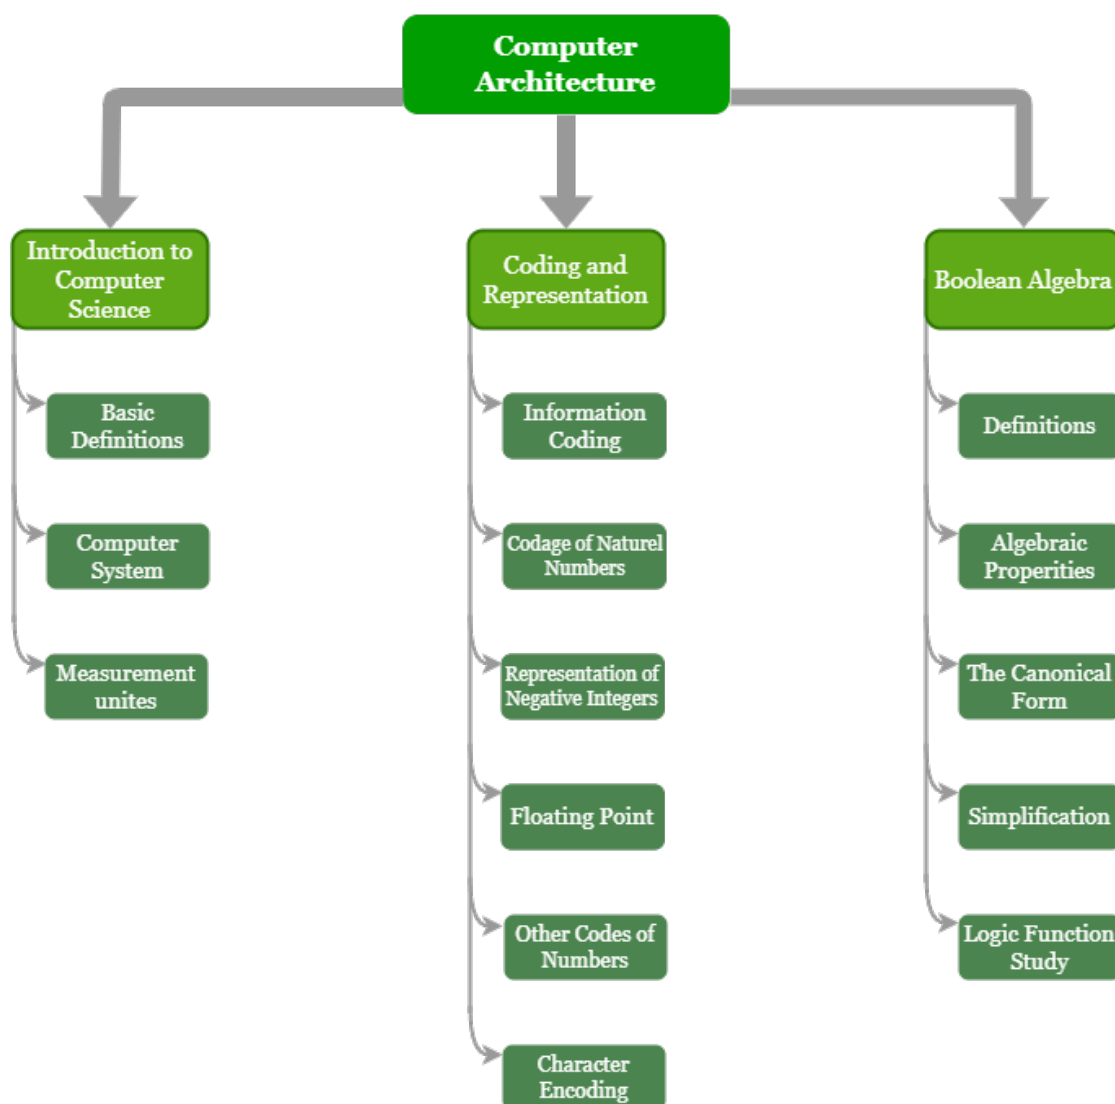 Computer
Architecture
Introduction to
Computer
Science
Basic
Definitions
Computer
System
Measurement
unites
Coding and
Representation
Information
Coding
Codage of Naturel
Numbers
Representation of
Negative Integers
Floating Point
Other Codes of
Numbers
Character
Encoding
Boolean Algebra
Definitions
Algebraic
Properities
The Canonical
Form
Simplification
Logic Function
Study